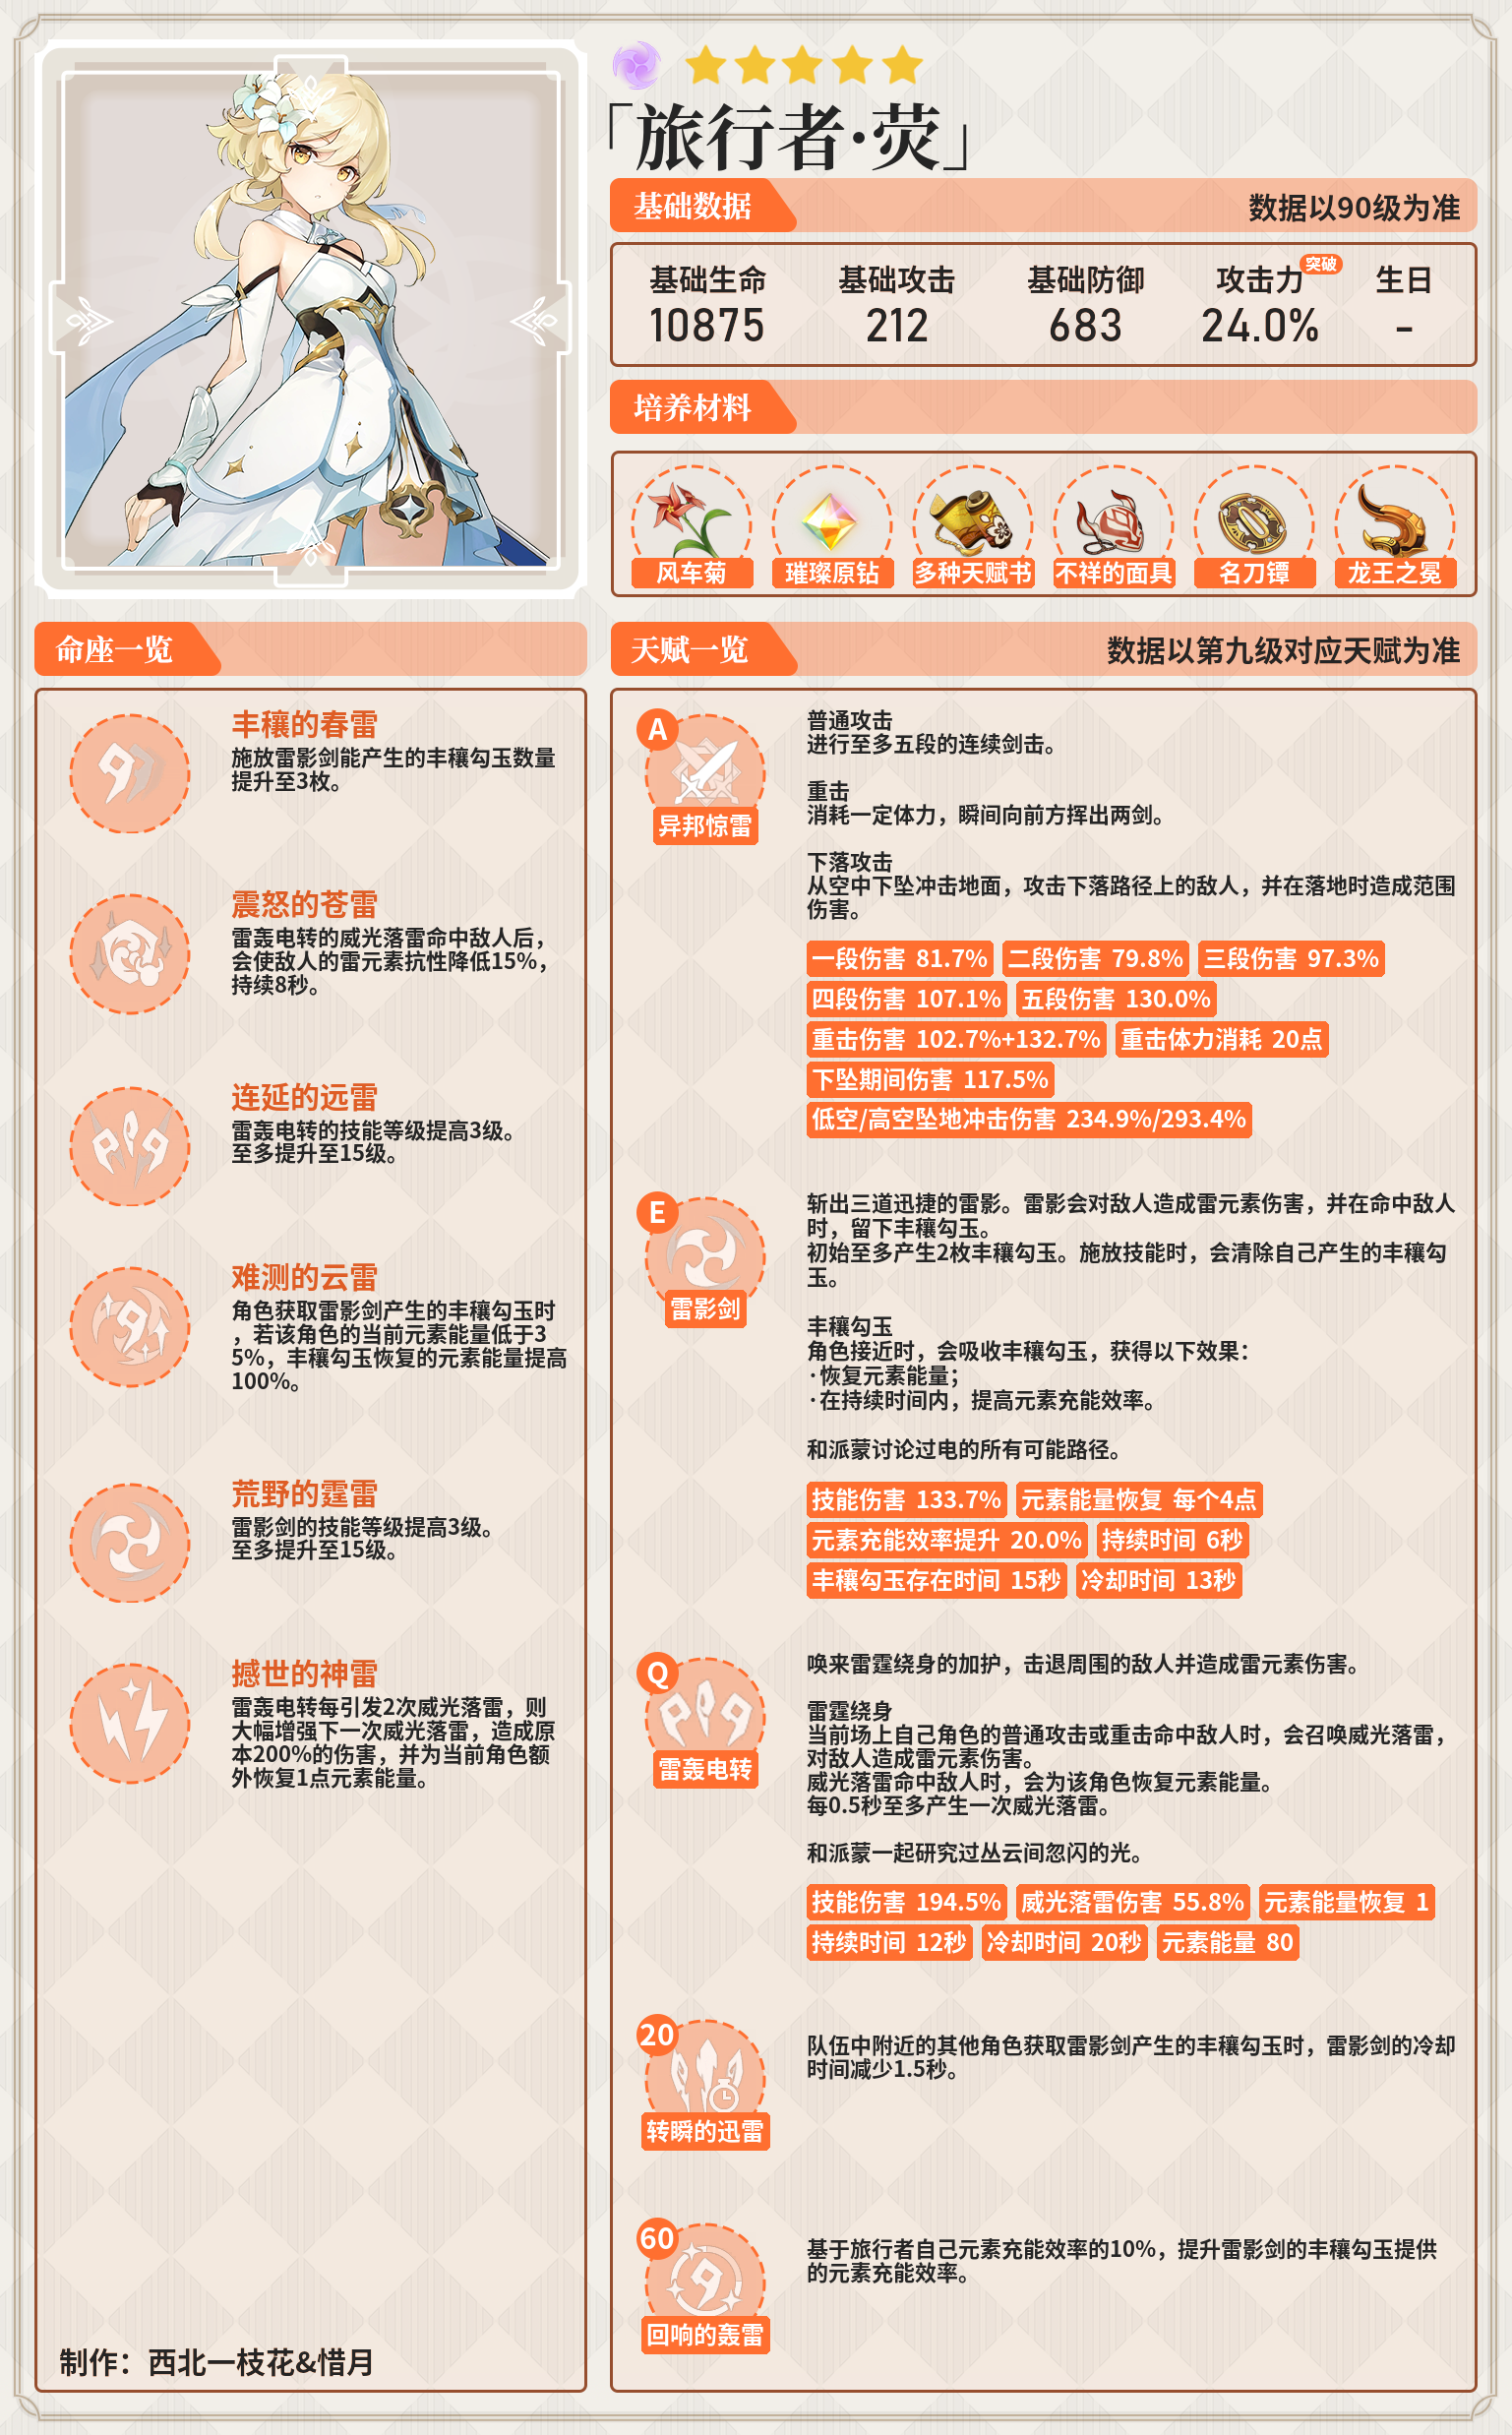 「旅行者·荧」
基础数据
数据以90级为准
基础生命 基础攻击 基础防御 攻击力 突破 生日
10875 212 683 24.0% -
培养材料
风车菊 璀璨原钻 多种天赋书 不祥的面具 名刀镡 龙王之冕
命座一览
丰穰的春雷
施放雷影剑能产生的丰穰勾玉数量
提升至3枚。
震怒的苍雷
雷轰电转的威光落雷命中敌人后，
会使敌人的雷元素抗性降低15%，
持续8秒。
连延的远雷
雷轰电转的技能等级提高3级。
至多提升至15级。
难测的云雷
角色获取雷影剑产生的丰穰勾玉时
，若该角色的当前元素能量低于3
5%，丰穰勾玉恢复的元素能量提高
100%。
荒野的霆雷
雷影剑的技能等级提高3级。
至多提升至15级。
撼世的神雷
雷轰电转每引发2次威光落雷，则
大幅增强下一次威光落雷，造成原
本200%的伤害，并为当前角色额
外恢复1点元素能量。
制作：西北一枝花&惜月
天赋一览
数据以第九级对应天赋为准
A
异邦惊雷
普通攻击
进行至多五段的连续剑击。
重击
消耗一定体力，瞬间向前方挥出两剑。
下落攻击
从空中下坠冲击地面，攻击下落路径上的敌人，并在落地时造成范围
伤害。
一段伤害 81.7% 二段伤害 79.8% 三段伤害 97.3%
四段伤害 107.1% 五段伤害 130.0%
重击伤害 102.7%+132.7% 重击体力消耗 20点
下坠期间伤害 117.5%
低空/高空坠地冲击伤害 234.9%/293.4%
E
雷影剑
斩出三道迅捷的雷影。雷影会对敌人造成雷元素伤害，并在命中敌人
时，留下丰穰勾玉。
初始至多产生2枚丰穰勾玉。施放技能时，会清除自己产生的丰穰勾
玉。
丰穰勾玉
角色接近时，会吸收丰穰勾玉，获得以下效果：
·恢复元素能量；
·在持续时间内，提高元素充能效率。
和派蒙讨论过电的所有可能路径。
技能伤害 133.7% 元素能量恢复 每个4点
元素充能效率提升 20.0% 持续时间 6秒
丰穰勾玉存在时间 15秒 冷却时间 13秒
Q
雷轰电转
唤来雷霆绕身的加护，击退周围的敌人并造成雷元素伤害。
雷霆绕身
当前场上自己角色的普通攻击或重击命中敌人时，会召唤威光落雷，
对敌人造成雷元素伤害。
威光落雷命中敌人时，会为该角色恢复元素能量。
每0.5秒至多产生一次威光落雷。
和派蒙一起研究过丛云间忽闪的光。
技能伤害 194.5% 威光落雷伤害 55.8% 元素能量恢复 1
持续时间 12秒 冷却时间 20秒 元素能量 80
20
转瞬的迅雷
队伍中附近的其他角色获取雷影剑产生的丰穰勾玉时，雷影剑的冷却
时间减少1.5秒。
60
回响的轰雷
基于旅行者自己元素充能效率的10%，提升雷影剑的丰穰勾玉提供
的元素充能效率。